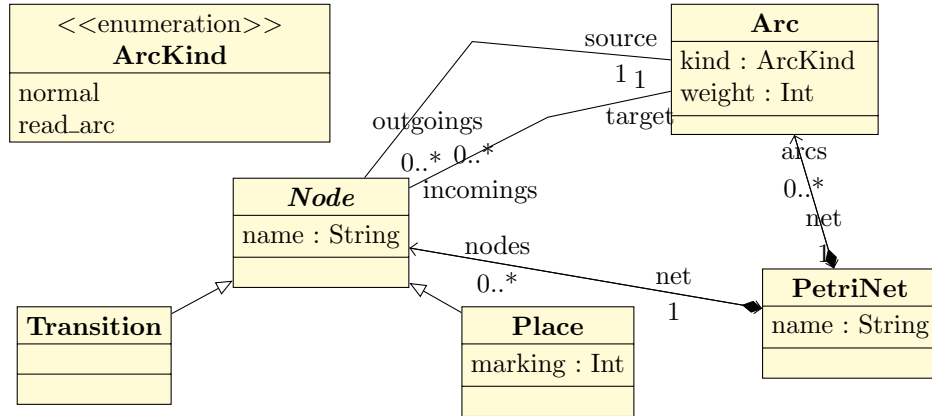 <<enumeration>>
ArcKind
normal
read_arc
Arc
kind : ArcKind
weight : Int
source
1
1
target
outgoings
0..*
0..*
incomings
Node
name : String
arcs
0..*
net
1
nodes
0..*
net
1
PetriNet
name : String
Transition
Place
marking : Int